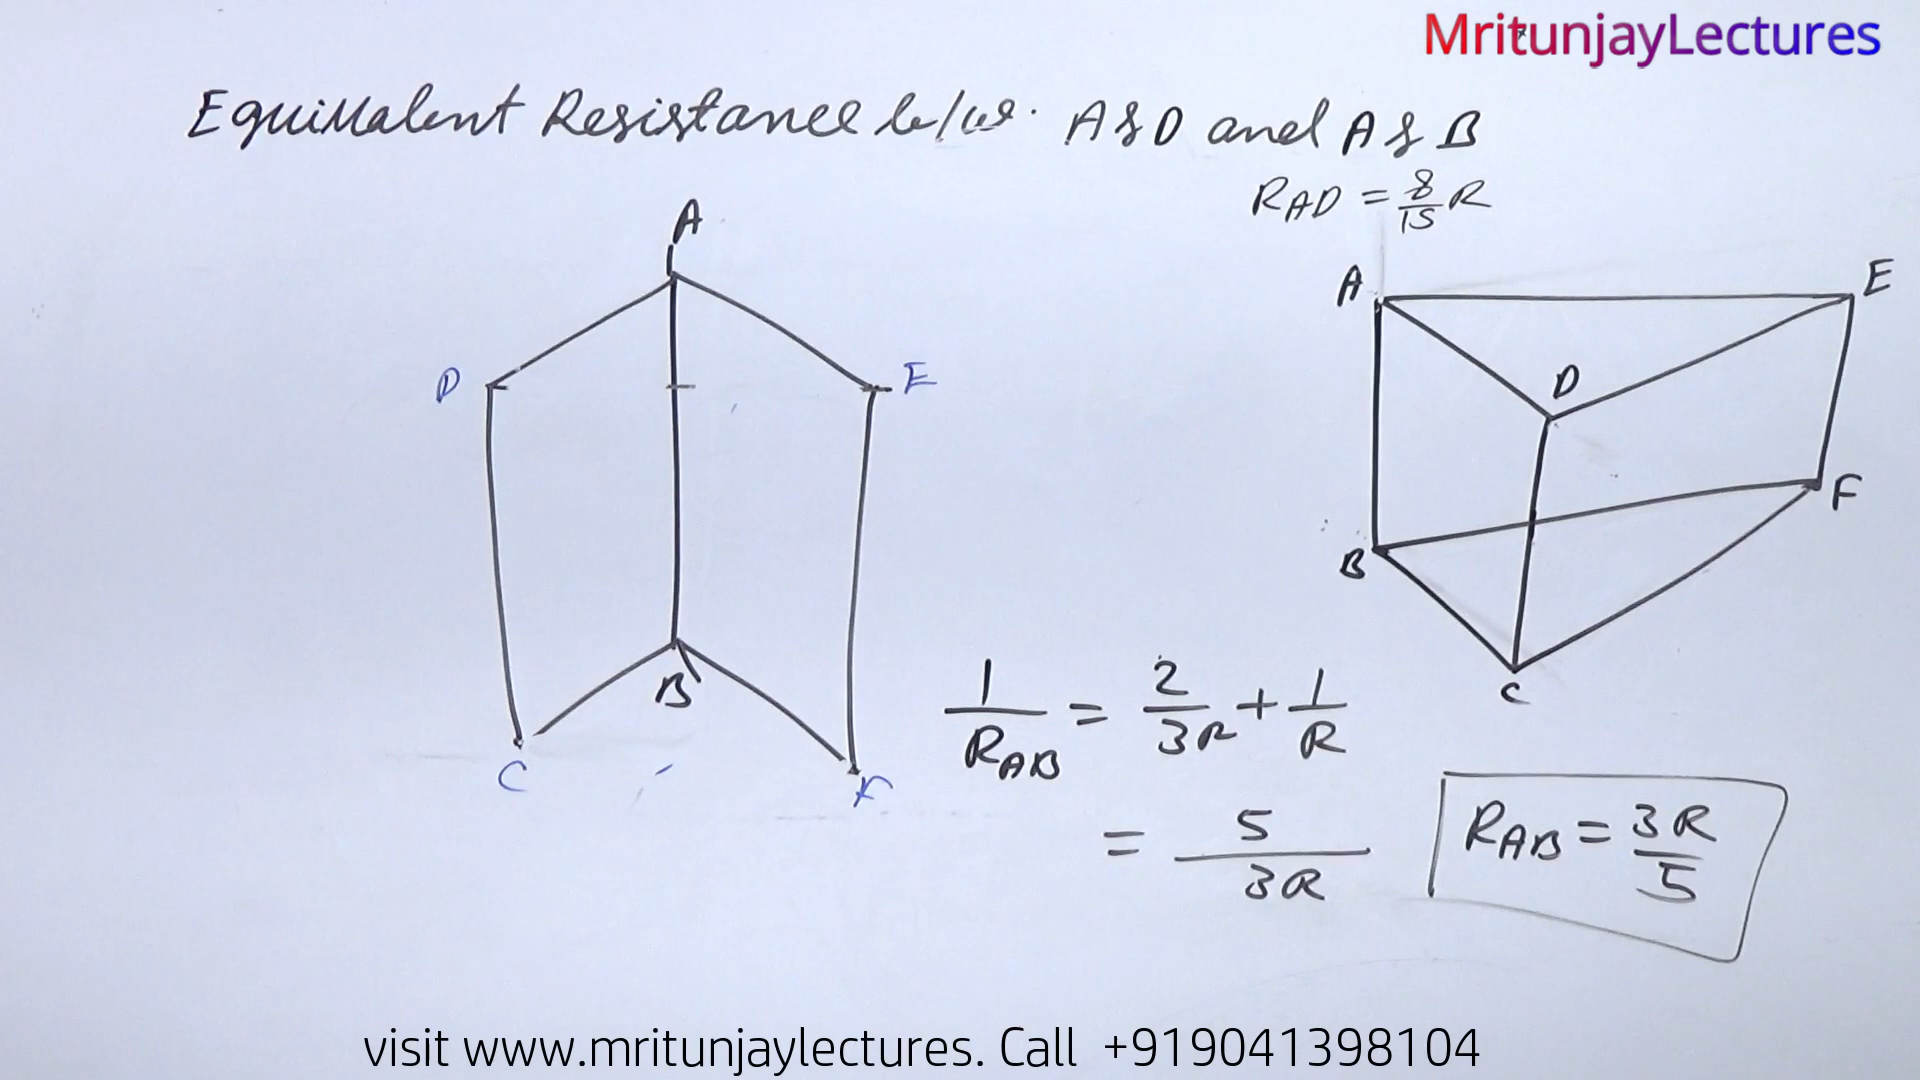 MritunjayLectures
Equivalent Resistance b/w. A & D and A & B
R_AD = 8/15 R
A
D
E
B
C
F
A
E
D
F
B
C
1/R_AB = 2/3R + 1/R
= 5/3R
R_AB = 3R/5
visit www.mritunjaylectures. Call +919041398104